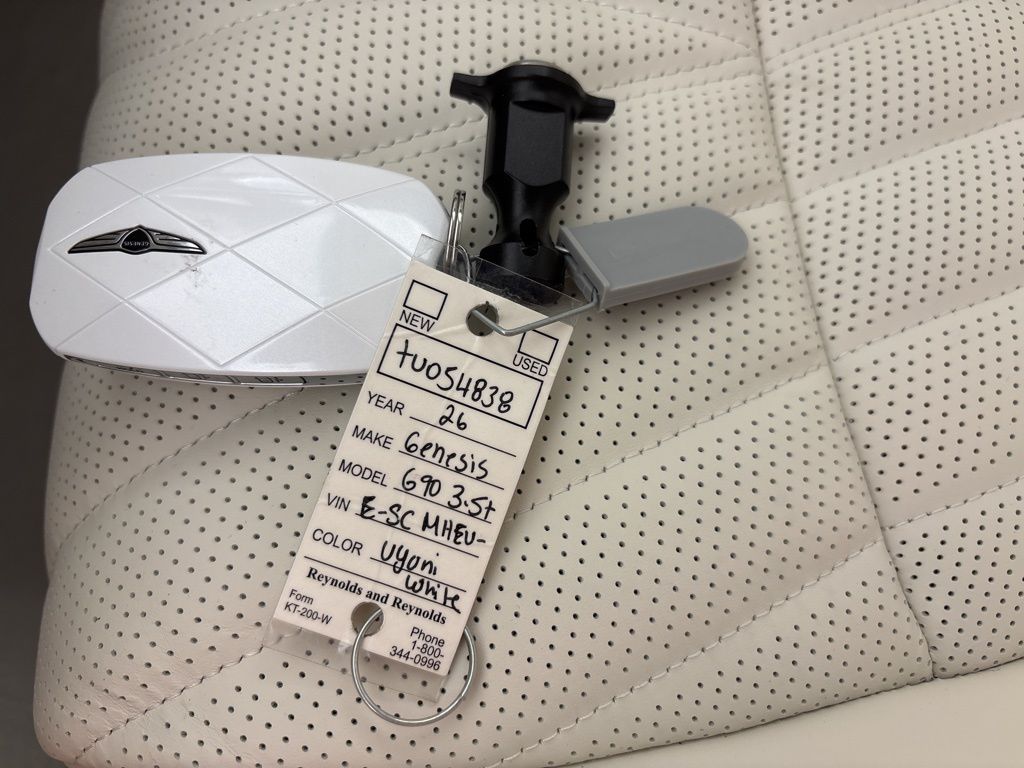 GENESIS
NEW
USED
tu054838
YEAR 26
MAKE Genesis
MODEL G90 3.5t
VIN E-SC MHEV-
COLOR Uyuni
White
Reynolds and Reynolds
Form
KT-200-W
Phone
1-800-
344-0996